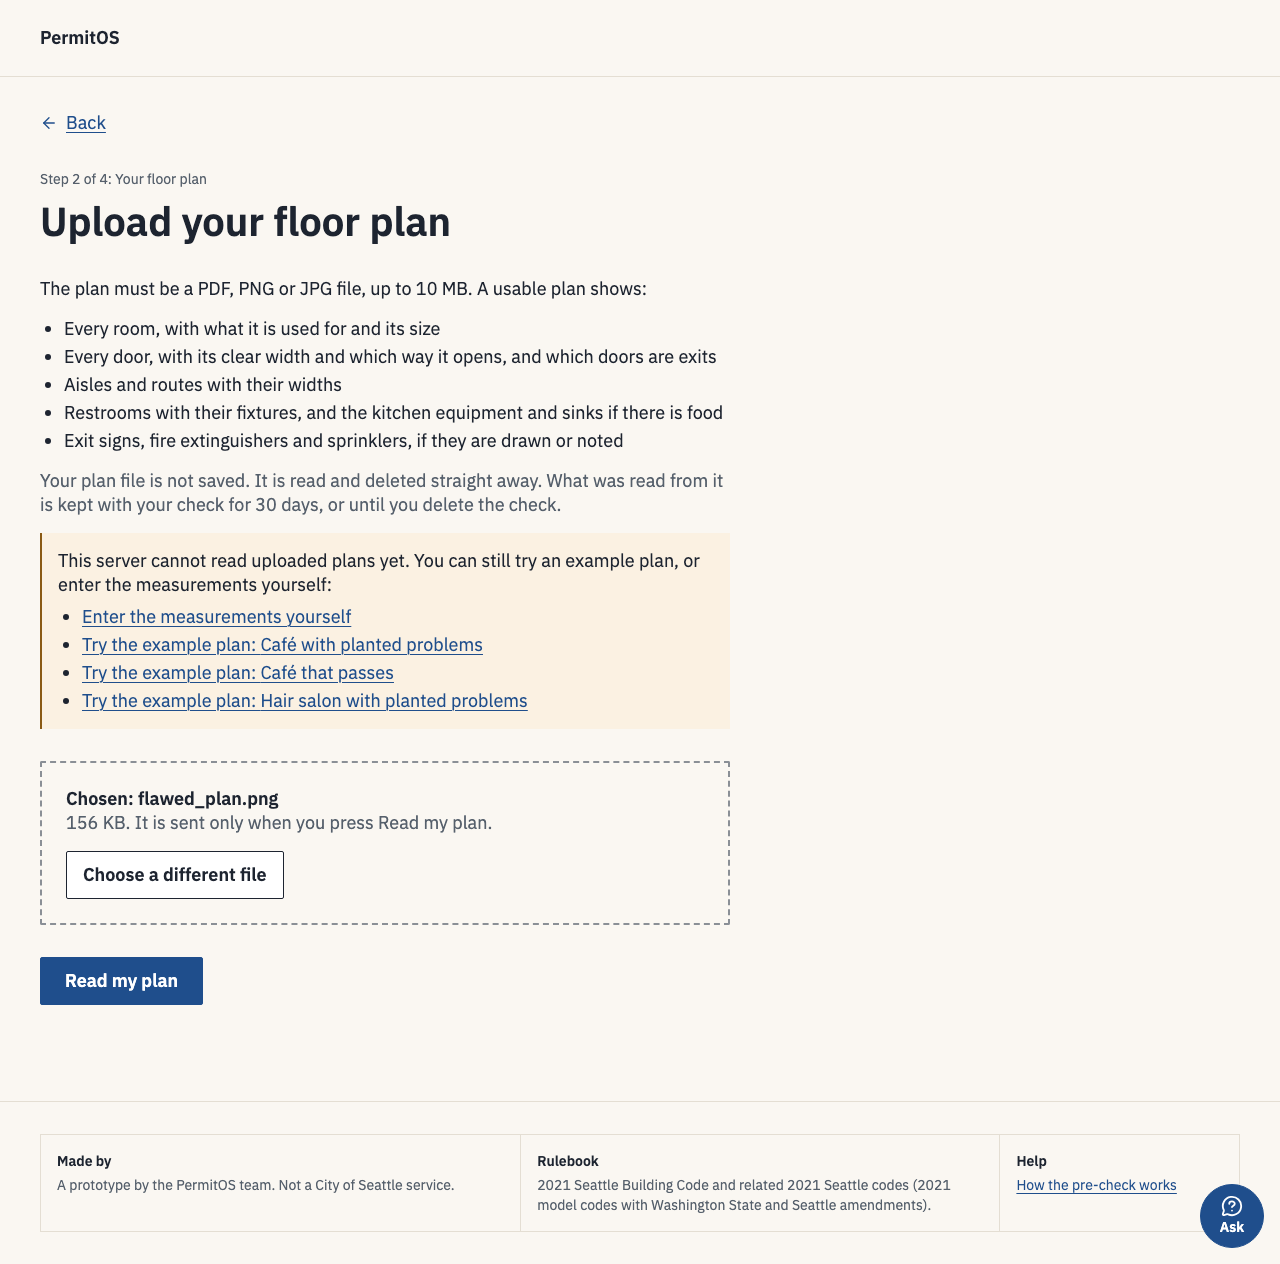 PermitOS
Back
Step 2 of 4: Your floor plan
Upload your floor plan
The plan must be a PDF, PNG or JPG file, up to 10 MB. A usable plan shows:
Every room, with what it is used for and its size
Every door, with its clear width and which way it opens, and which doors are exits
Aisles and routes with their widths
Restrooms with their fixtures, and the kitchen equipment and sinks if there is food
Exit signs, fire extinguishers and sprinklers, if they are drawn or noted
Your plan file is not saved. It is read and deleted straight away. What was read from it
is kept with your check for 30 days, or until you delete the check.
This server cannot read uploaded plans yet. You can still try an example plan, or
enter the measurements yourself:
Enter the measurements yourself
Try the example plan: Café with planted problems
Try the example plan: Café that passes
Try the example plan: Hair salon with planted problems
Chosen: flawed_plan.png
156 KB. It is sent only when you press Read my plan.
Choose a different file
Read my plan
Made by
A prototype by the PermitOS team. Not a City of Seattle service.
Rulebook
2021 Seattle Building Code and related 2021 Seattle codes (2021
model codes with Washington State and Seattle amendments).
Help
How the pre-check works
Ask